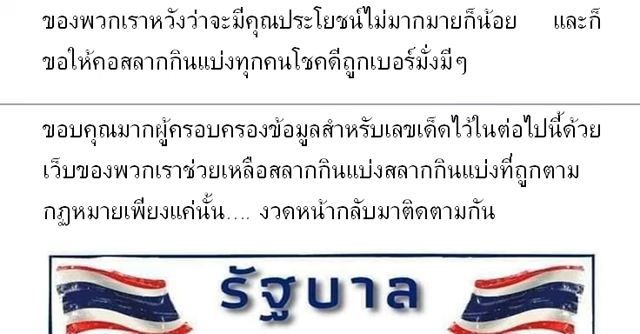 ของพวกเราหวังว่าจะมีคุณประโยชน์ไม่มากมายก็น้อย และก็
ขอให้คอสลากกินแบ่งทุกคนโชคดีถูกเบอร์มั่งมีๆ
ขอบคุณมากผู้ครอบครองข้อมูลสำหรับเลขเด็ดไว้ในต่อไปนี้ด้วย
เว็บของพวกเราช่วยเหลือสลากกินแบ่งสลากกินแบ่งที่ถูกตาม
กฎหมายเพียงแค่นั้น…. งวดหน้ากลับมาติดตามกัน
รัฐบาล